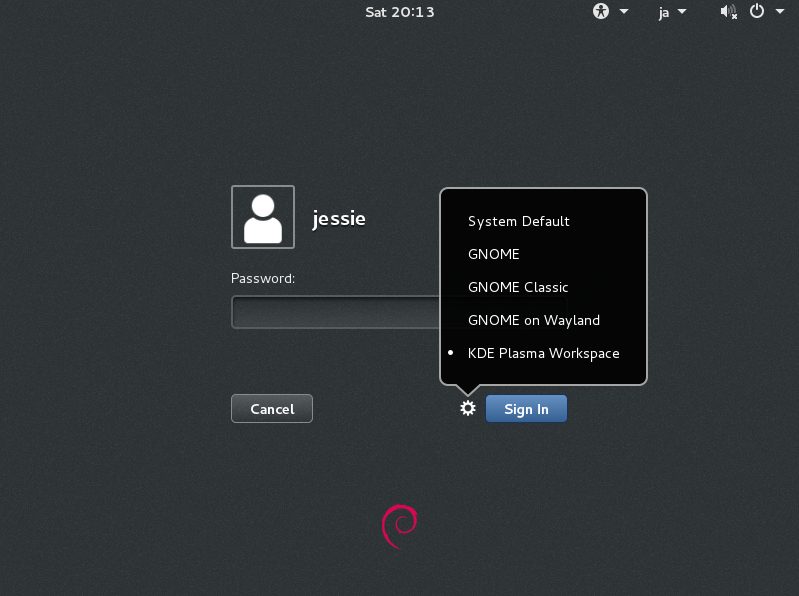 Sat 20:13
ja
jessie
Password:
System Default
GNOME
GNOME Classic
GNOME on Wayland
KDE Plasma Workspace
Cancel
Sign In